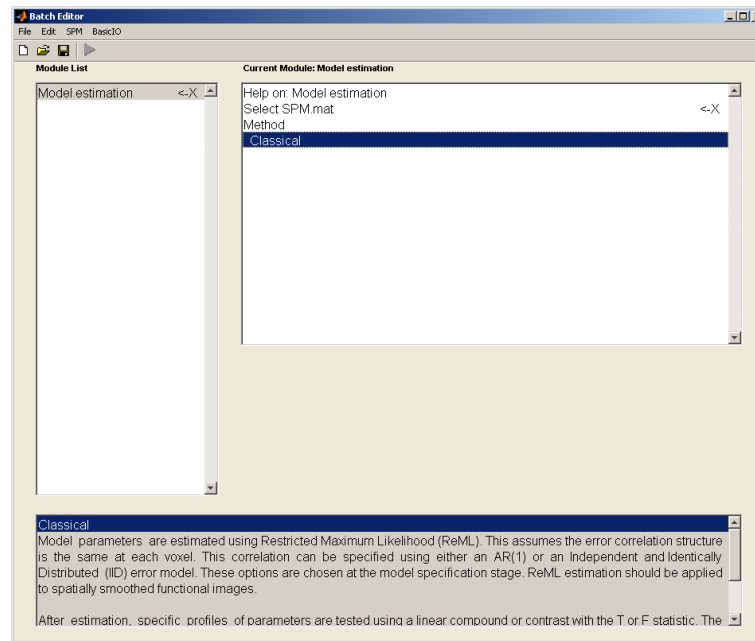 Batch Editor
File Edit SPM BasicIO
Module List
Current Module: Model estimation
Model estimation <-X
Help on: Model estimation
Select SPM.mat <-X
Method
Classical
Classical
Model parameters are estimated using Restricted Maximum Likelihood (ReML). This assumes the error correlation structure
is the same at each voxel. This correlation can be specified using either an AR(1) or an Independent and Identically
Distributed (IID) error model. These options are chosen at the model specification stage. ReML estimation should be applied
to spatially smoothed functional images.
After estimation, specific profiles of parameters are tested using a linear compound or contrast with the T or F statistic. The